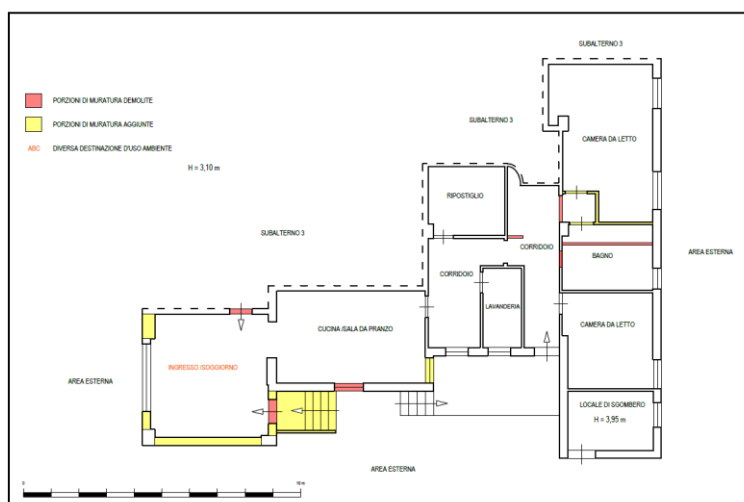 SUBALTERNO 3
PORZIONI DI MURATURA DEMOLITE
PORZIONI DI MURATURA AGGIUNTE
ABC DIVERSA DESTINAZIONE D'USO AMBIENTE
H = 3,10 m
SUBALTERNO 3
CAMERA DA LETTO
RIPOSTIGLIO
SUBALTERNO 3
CORRIDOIO
AREA ESTERNA
BAGNO
CORRIDOIO
LAVANDERIA
CUCINA /SALA DA PRANZO
CAMERA DA LETTO
INGRESSO /SOGGIORNO
AREA ESTERNA
LOCALE DI SGOMBERO
H = 3,95 m
AREA ESTERNA
0 10 m